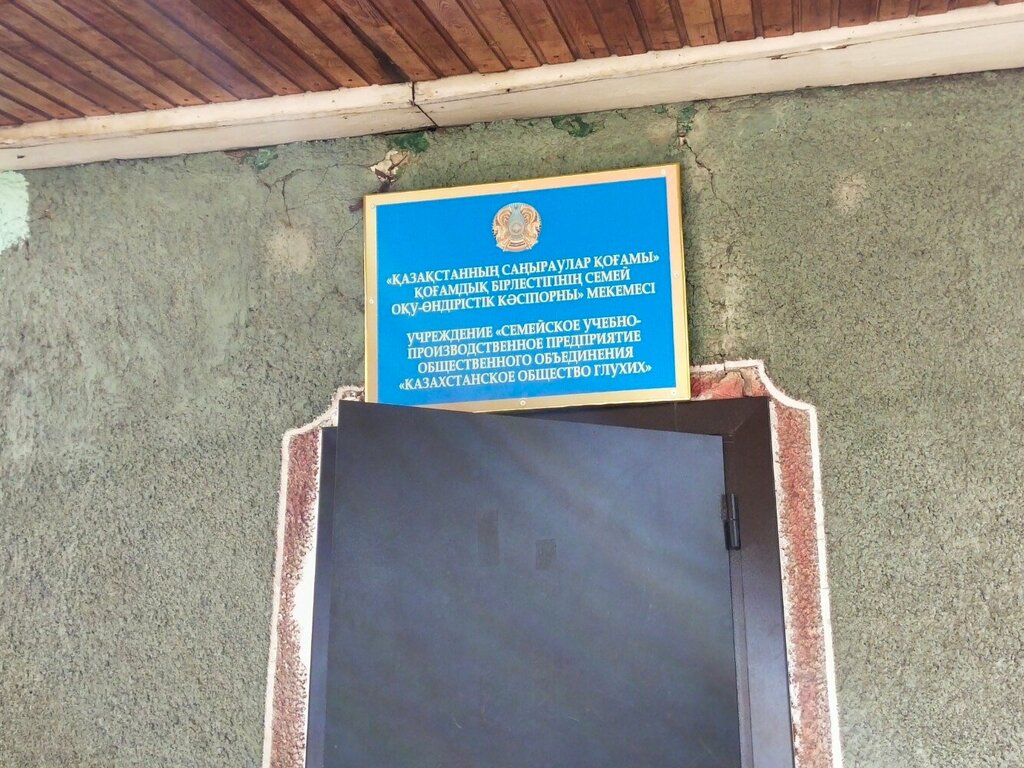 «ҚАЗАҚСТАННЫҢ САҢЫРАУЛАР ҚОҒАМЫ»
ҚОҒАМДЫҚ БІРЛЕСТІГІНІҢ СЕМЕЙ
ОҚУ-ӨНДІРІСТІК КӘСІПОРНЫ» МЕКЕМЕСІ
УЧРЕЖДЕНИЕ «СЕМЕЙСКОЕ УЧЕБНО-
ПРОИЗВОДСТВЕННОЕ ПРЕДПРИЯТИЕ
ОБЩЕСТВЕННОГО ОБЪЕДИНЕНИЯ
«КАЗАХСТАНСКОЕ ОБЩЕСТВО ГЛУХИХ»